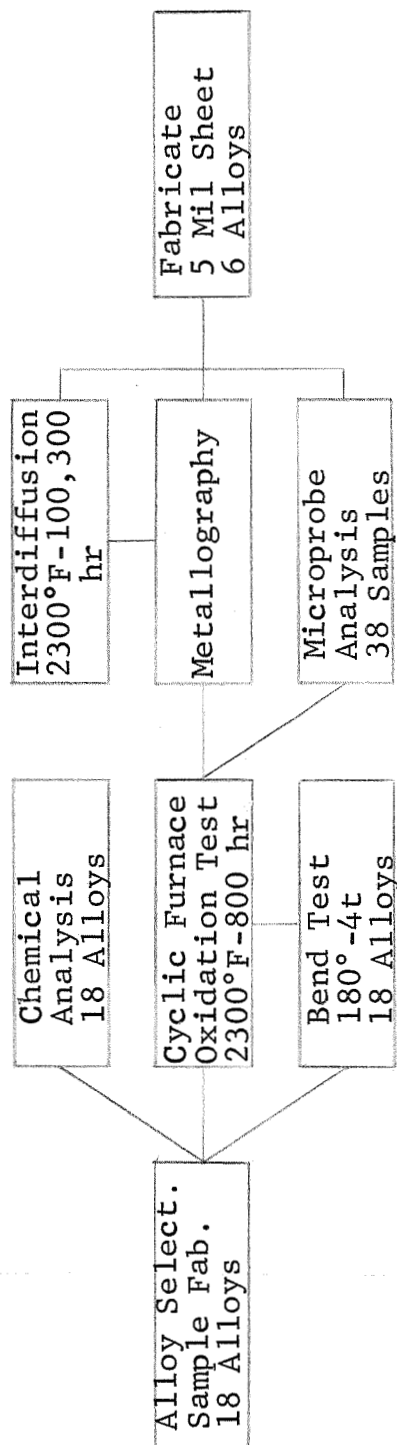 Alloy Select.
Sample Fab.
18 Alloys
Chemical
Analysis
18 Alloys
Cyclic Furnace
Oxidation Test
2300°F-800 hr
Bend Test
180°-4t
18 Alloys
Interdiffusion
2300°F-100,300
hr
Metallography
Microprobe
Analysis
38 Samples
Fabricate
5 Mil Sheet
6 Alloys